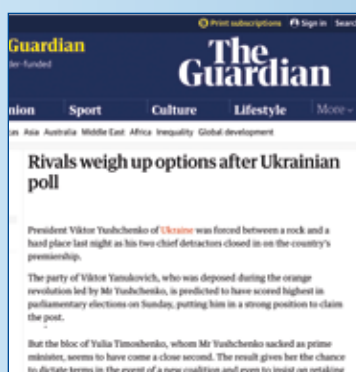 Print subscriptions Sign in Sear
Guardian
der-funded
The
Guardian
nion Sport Culture Lifestyle More
us Asia Australia Middle East Africa Inequality Global development
Rivals weigh up options after Ukrainian
poll
President Viktor Yushchenko of Ukraine was forced between a rock and a
hard place last night as his two chief detractors closed in on the country's
premiership.
The party of Viktor Yanukovich, who was deposed during the orange
revolution led by Mr Yushchenko, is predicted to have scored highest in
parliamentary elections on Sunday, putting him in a strong position to claim
the post.
But the bloc of Yulia Timoshenko, whom Mr Yushchenko sacked as prime
minister, seems to have come a close second. The result gives her the chance
to dictate terms in the event of a new coalition and even to insist on retaking